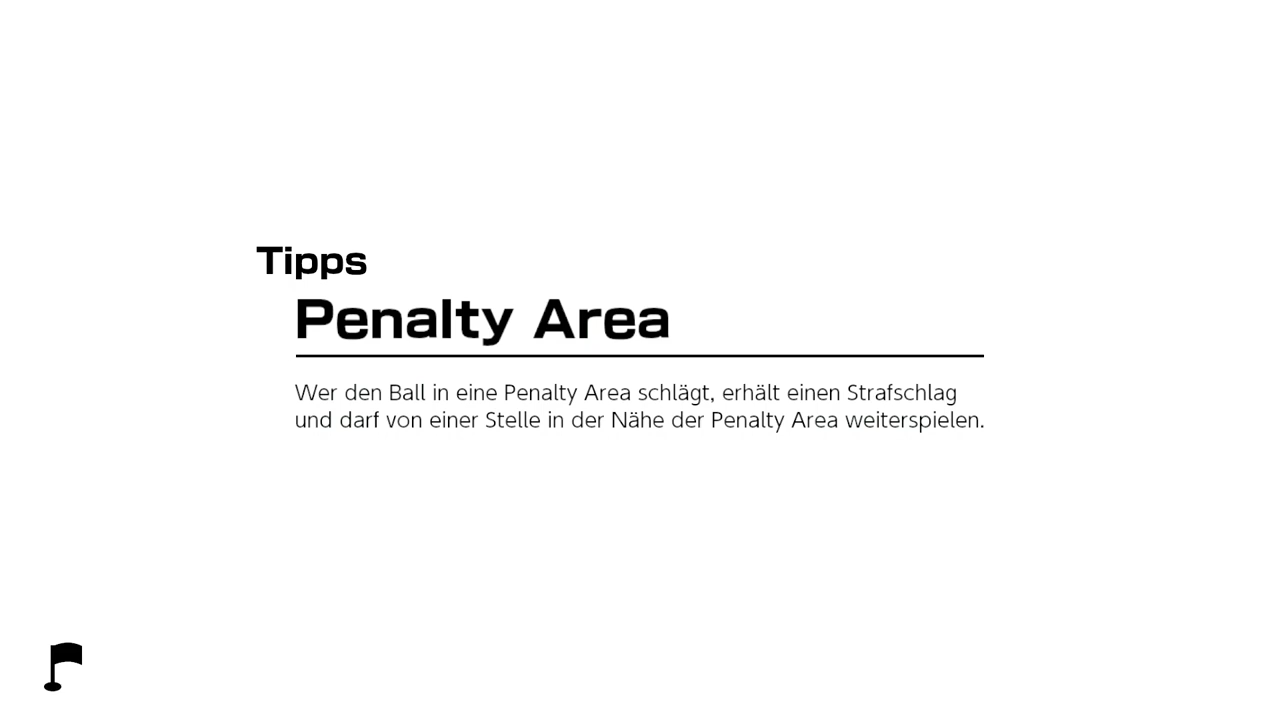 Tipps
Penalty Area
Wer den Ball in eine Penalty Area schlägt, erhält einen Strafschlag
und darf von einer Stelle in der Nähe der Penalty Area weiterspielen.